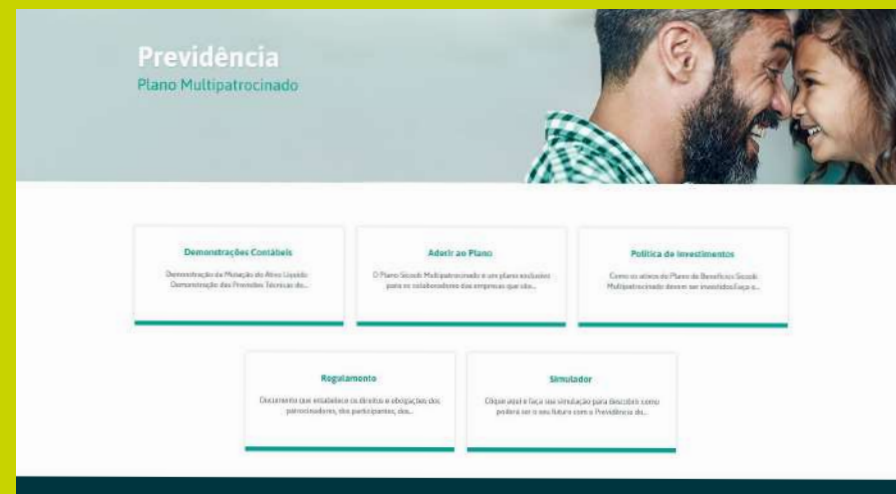 Previdência
Plano Multipatrocinado
Demonstrações Contábeis
Demonstração da Mutação do Ativo Líquido
Demonstração das Provisões Técnicas do...
Aderir ao Plano
O Plano Sicoob Multipatrocinado é um plano exclusivo
para os colaboradores das empresas que são...
Política de Investimentos
Como os ativos do Plano de Benefícios Sicoob
Multipatrocinado devem ser investidos.Faça o...
Regulamento
Documento que estabelece os direitos e obrigações dos
patrocinadores, dos participantes, dos...
Simulador
Clique aqui e faça sua simulação para descobrir como
poderá ser o seu futuro com a Previdência do...